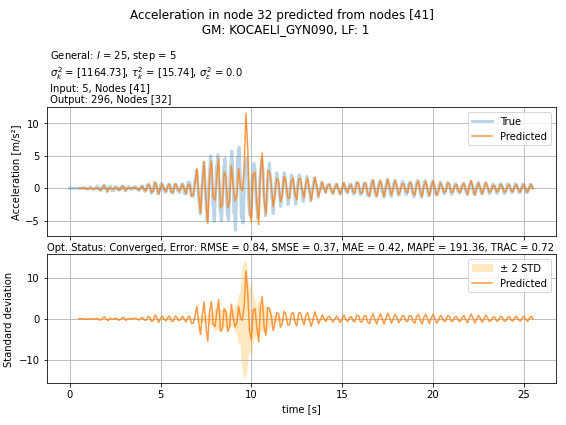 Acceleration in node 32 predicted from nodes [41]
GM: KOCAELI_GYN090, LF: 1
General: l = 25, step = 5
σ²ₖ = [1164.73], τ²ₖ = [15.74], σ²ε = 0.0
Input: 5, Nodes [41]
Output: 296, Nodes [32]
Acceleration [m/s²]
10
5
0
−5
True
Predicted
Opt. Status: Converged, Error: RMSE = 0.84, SMSE = 0.37, MAE = 0.42, MAPE = 191.36, TRAC = 0.72
Standard deviation
10
0
−10
± 2 STD
Predicted
0 5 10 15 20 25
time [s]